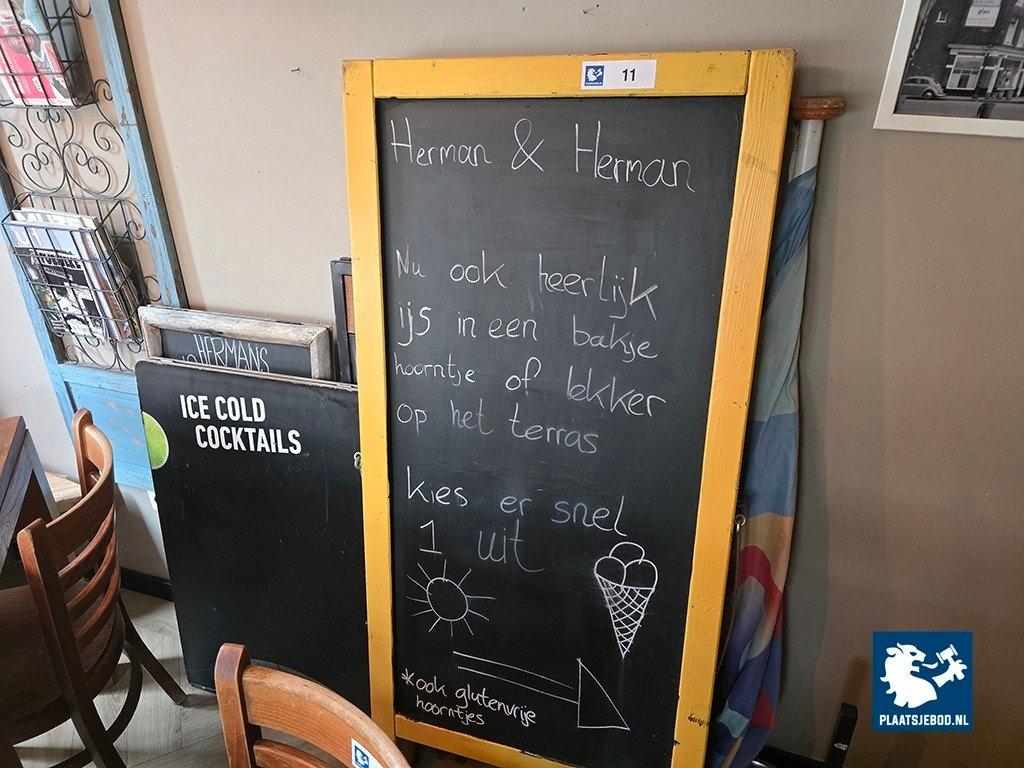 11
Herman & Herman
Nu ook heerlijk
ijs in een bakje
hoorntje of lekker
op het terras
kies er snel
1 uit
*ook glutenvrije
hoorntjes
HERMANS
ICE COLD
COCKTAILS
PLAATSJEBOD.NL